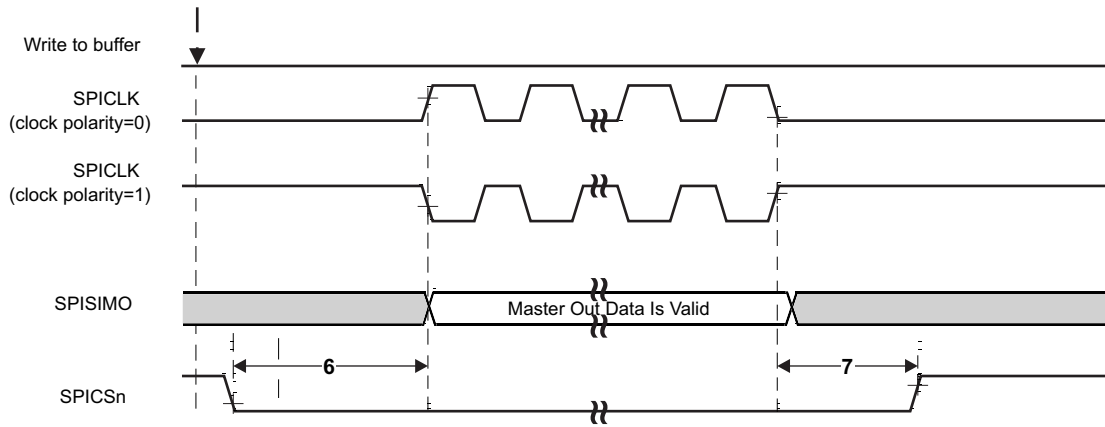 Write to buffer
SPICLK
(clock polarity=0)
SPICLK
(clock polarity=1)
SPISIMO
Master Out Data Is Valid
6
7
SPICSn